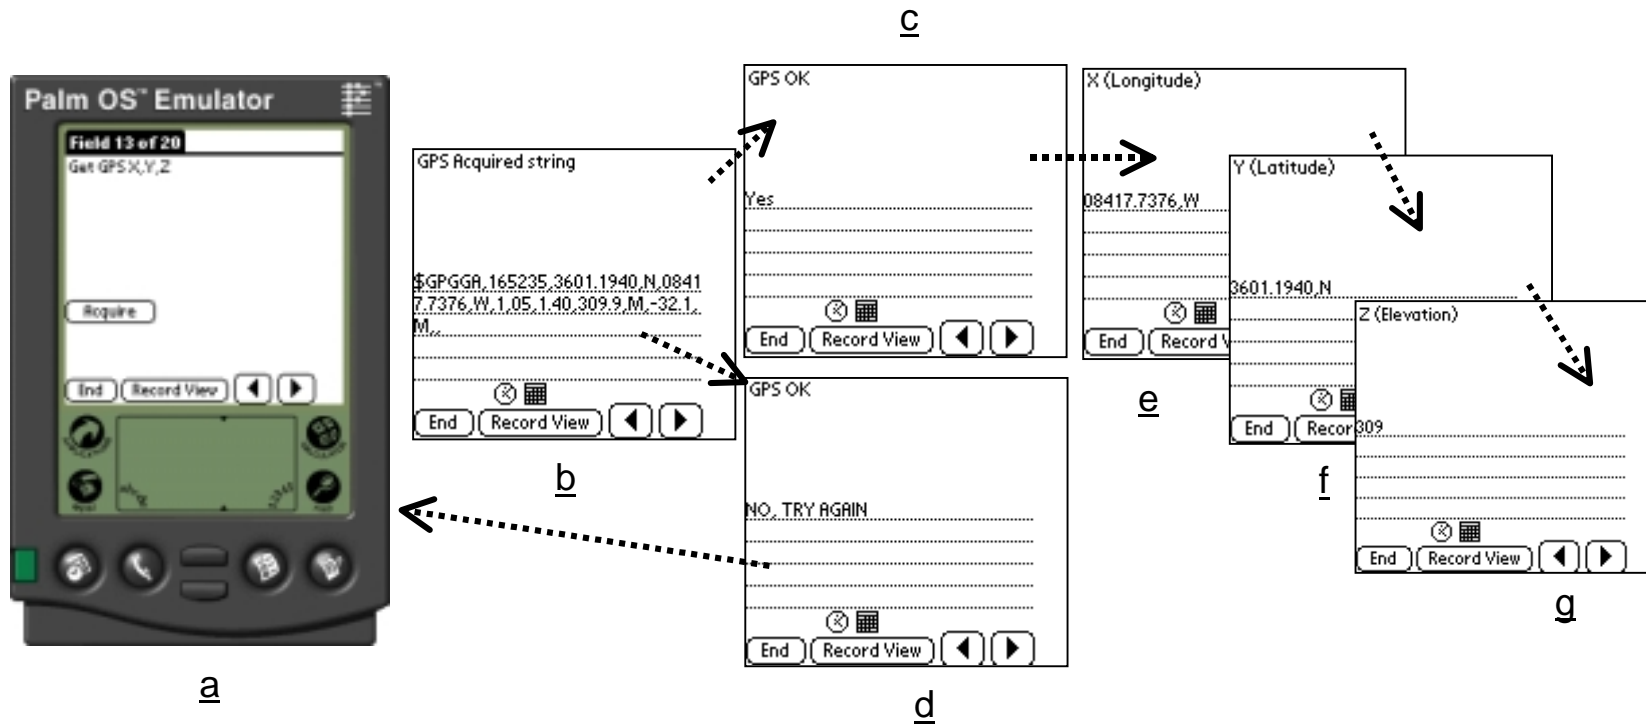 Palm OS™ Emulator
Field 13 of 20
Get GPS X,Y,Z
Acquire
End Record View
a
GPS Acquired string
$GPGGA,165235,3601.1940,N,0841
7.7376,W,1,05,1.40,309.9,M,-32.1,
M,,
End Record View
b
c
GPS OK
Yes
End Record View
GPS OK
NO, TRY AGAIN
End Record View
d
X (Longitude)
08417.7376,W
End Record V
e
Y (Latitude)
3601.1940,N
End Recor
f
Z (Elevation)
309
End Record View
g